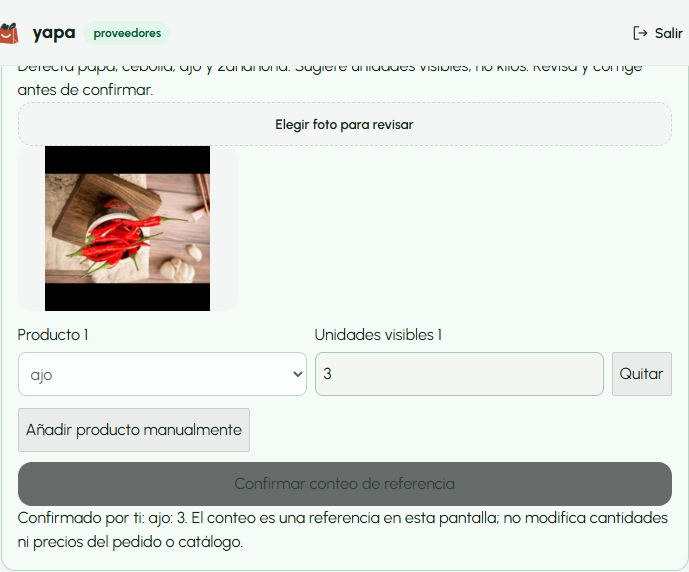 yapa proveedores Salir
Detecta papa, cebolla, ajo y zanahoria. Sugiere unidades visibles, no kilos. Revisa y corrige
antes de confirmar.
Elegir foto para revisar
Producto 1 Unidades visibles 1
ajo 3 Quitar
Añadir producto manualmente
Confirmar conteo de referencia
Confirmado por ti: ajo: 3. El conteo es una referencia en esta pantalla; no modifica cantidades
ni precios del pedido o catálogo.